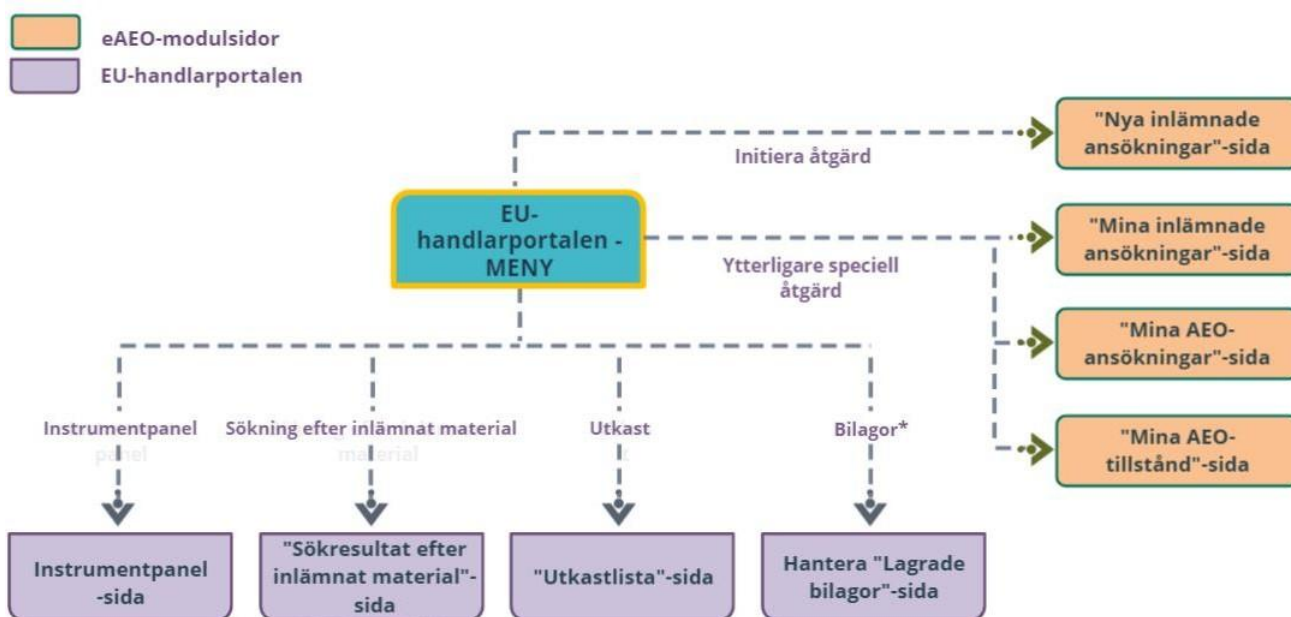 eAEO-modulsidor
EU-handlarportalen
"Nya inlämnade
ansökningar"-sida
Initiera åtgärd
EU-
handlarportalen -
MENY
"Mina inlämnade
ansökningar"-sida
Ytterligare speciell
åtgärd
"Mina AEO-
ansökningar"-sida
"Mina AEO-
tillstånd"-sida
Instrumentpanel
panel
Sökning efter inlämnat material
material
Utkast
t
Bilagor*
Instrumentpanel
-sida
"Sökresultat efter
inlämnat material"-
sida
"Utkastlista"-sida
Hantera "Lagrade
bilagor"-sida